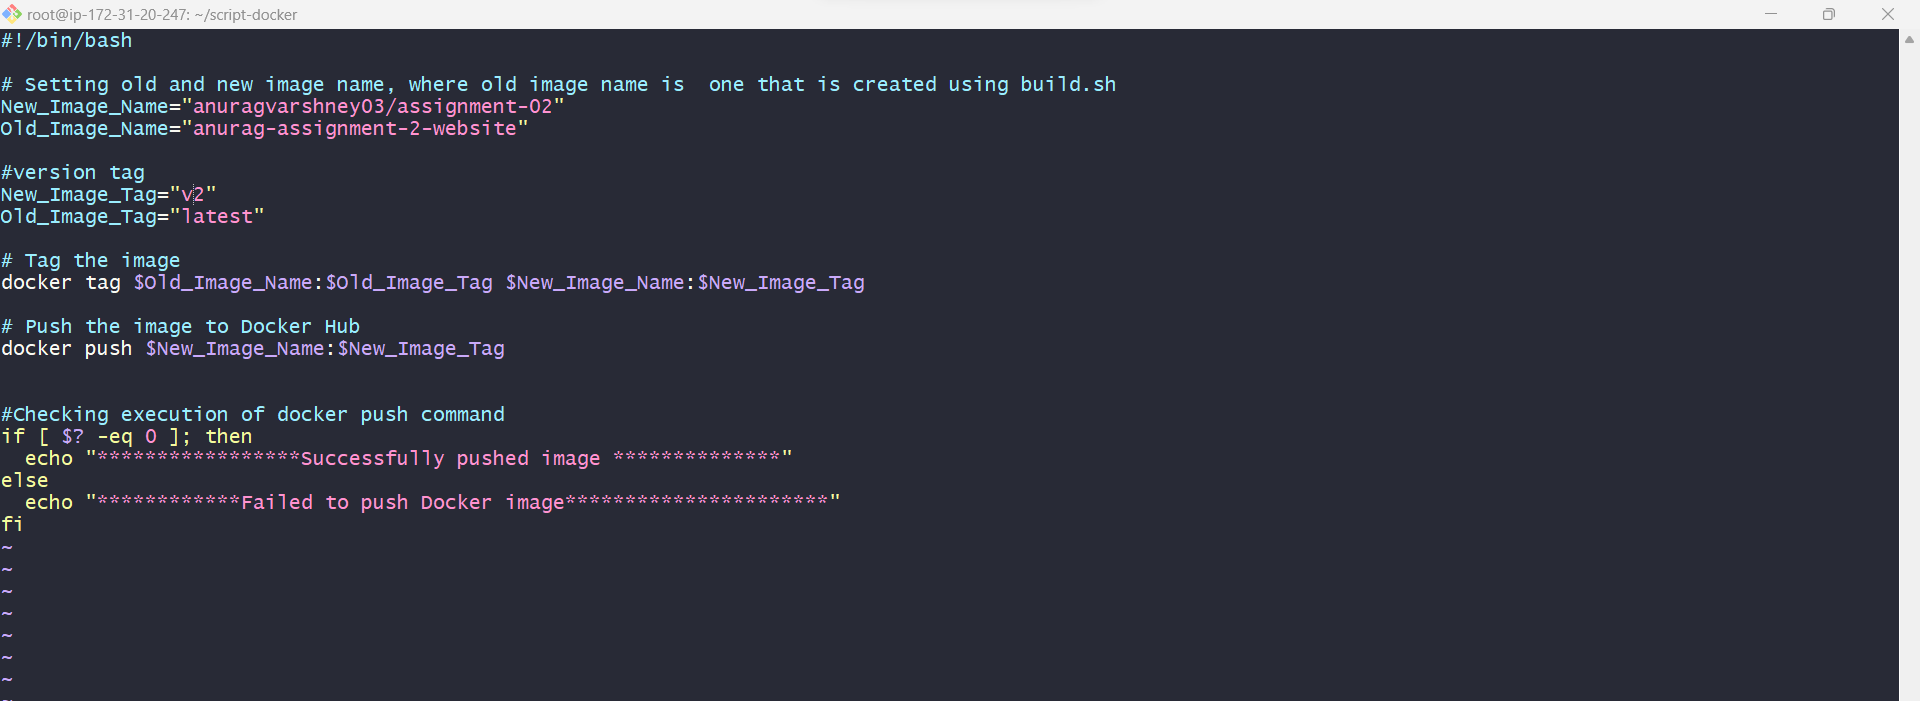 root@ip-172-31-20-247: ~/script-docker
#!/bin/bash
# Setting old and new image name, where old image name is  one that is created using build.sh
New_Image_Name="anuragvarshney03/assignment-02"
Old_Image_Name="anurag-assignment-2-website"
#version tag
New_Image_Tag="v2"
Old_Image_Tag="latest"
# Tag the image
docker tag $Old_Image_Name:$Old_Image_Tag $New_Image_Name:$New_Image_Tag
# Push the image to Docker Hub
docker push $New_Image_Name:$New_Image_Tag
#Checking execution of docker push command
if [ $? -eq 0 ]; then
  echo "*****************Successfully pushed image **************"
else
  echo "************Failed to push Docker image**********************"
fi
~
~
~
~
~
~
~
~